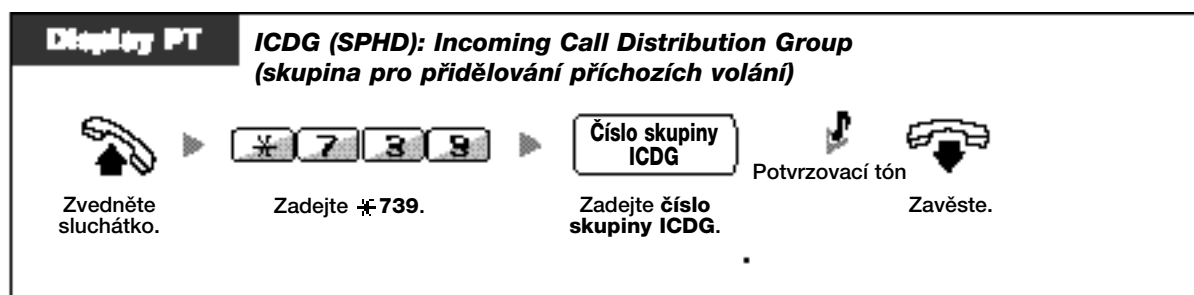 Display PT
ICDG (SPHD): Incoming Call Distribution Group
(skupina pro přidělování příchozích volání)
* 7 3 9
Číslo skupiny
ICDG
Potvrzovací tón
Zvedněte
sluchátko.
Zadejte *739.
Zadejte číslo
skupiny ICDG.
Zavěste.